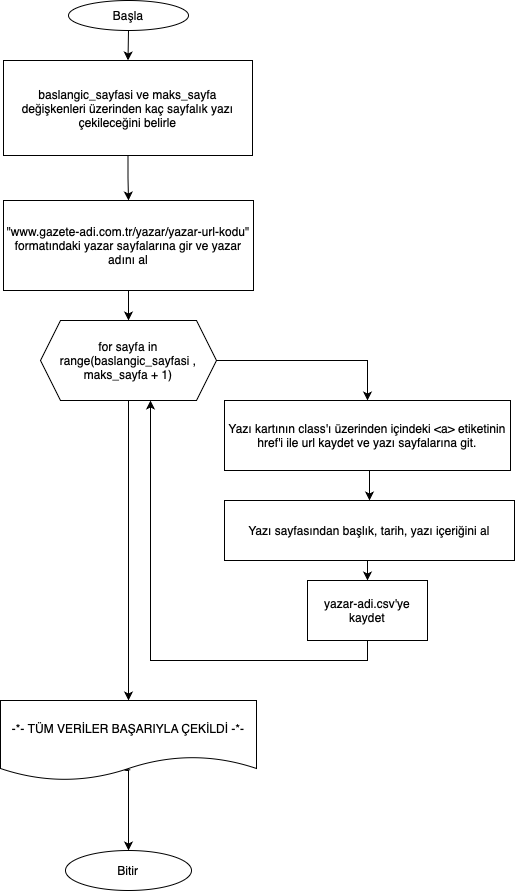 Başla
baslangic_sayfasi ve maks_sayfa
değişkenleri üzerinden kaç sayfalık yazı
çekileceğini belirle
"www.gazete-adi.com.tr/yazar/yazar-url-kodu"
formatındaki yazar sayfalarına gir ve yazar
adını al
for sayfa in
range(baslangic_sayfasi ,
maks_sayfa + 1)
Yazı kartının class'ı üzerinden içindeki <a> etiketinin
href'i ile url kaydet ve yazı sayfalarına git.
Yazı sayfasından başlık, tarih, yazı içeriğini al
yazar-adi.csv'ye
kaydet
-*- TÜM VERİLER BAŞARIYLA ÇEKİLDİ -*-
Bitir